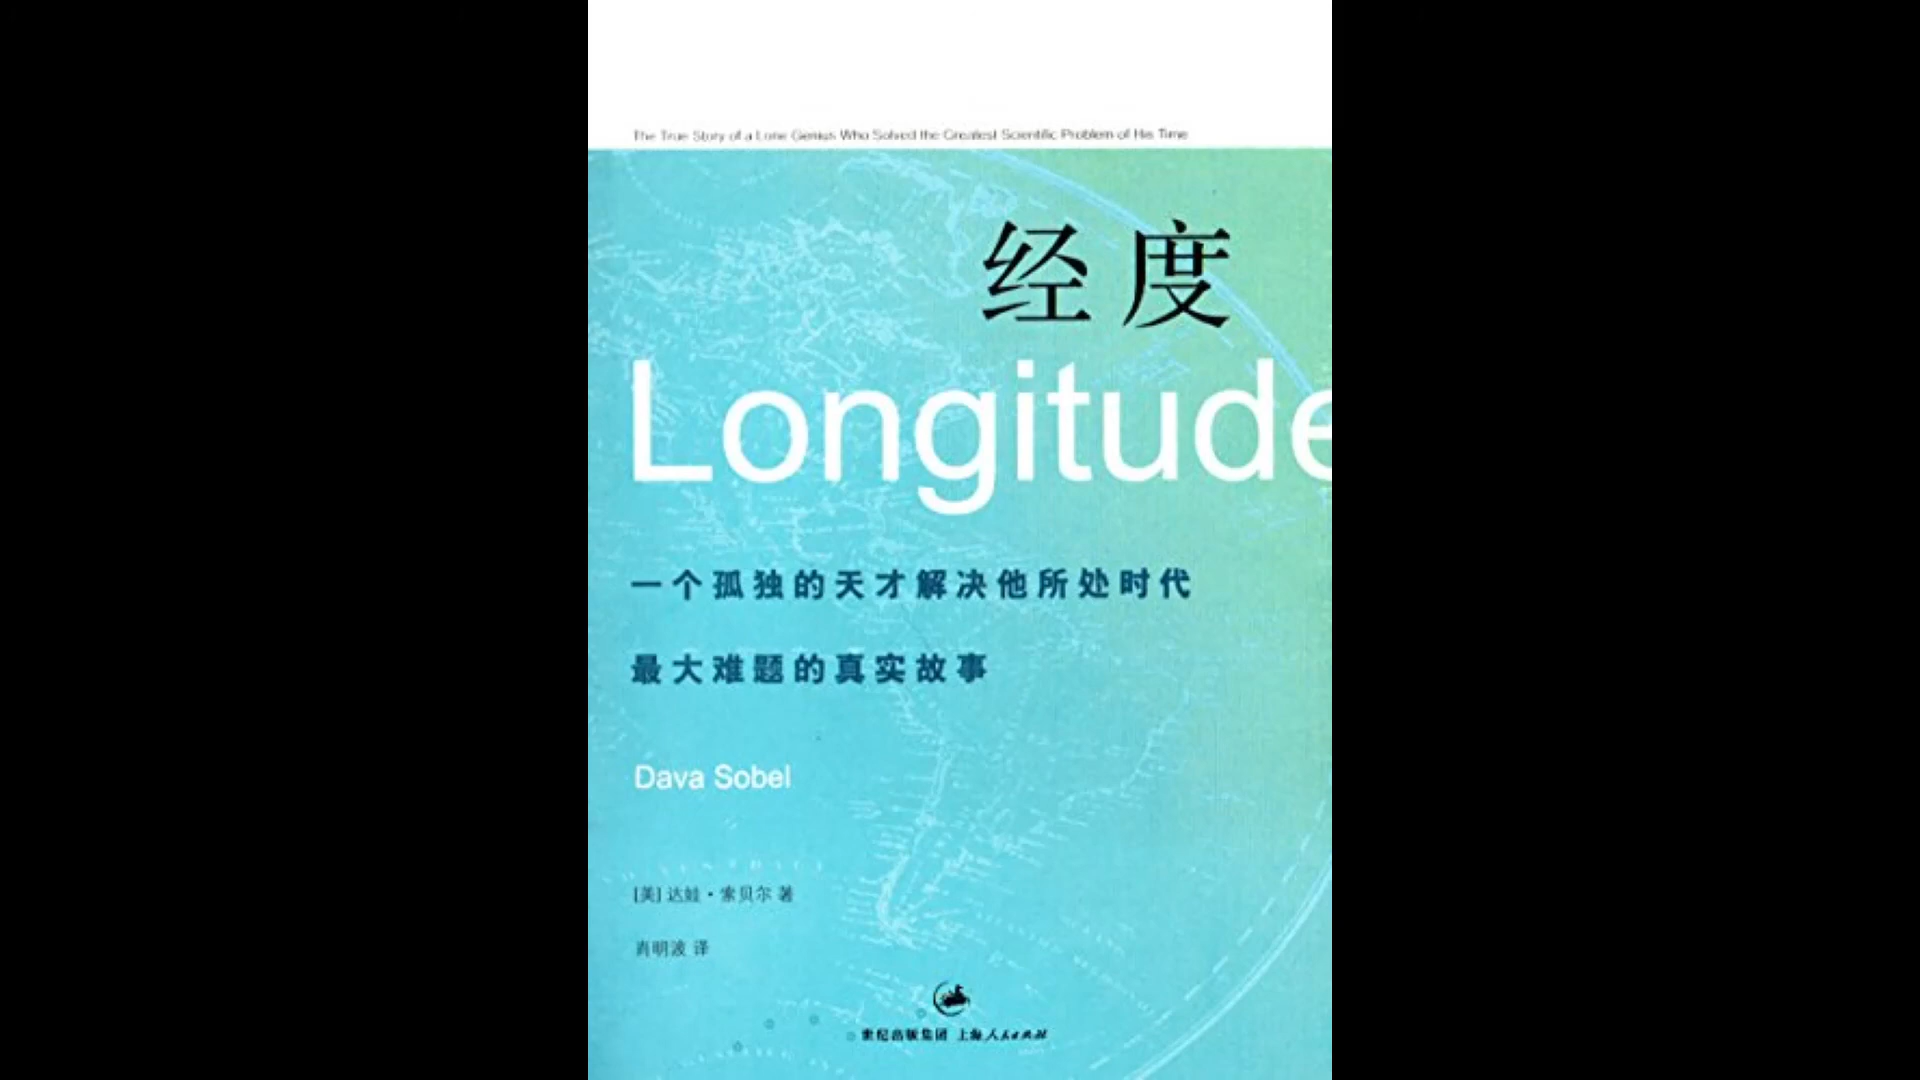 The True Story of a Lone Genius Who Solved the Greatest Scientific Problem of His Time
经度
Longitude
一个孤独的天才解决他所处时代
最大难题的真实故事
Dava Sobel
[美] 达娃·索贝尔 著
肖明波 译
世纪出版集团 上海人民出版社